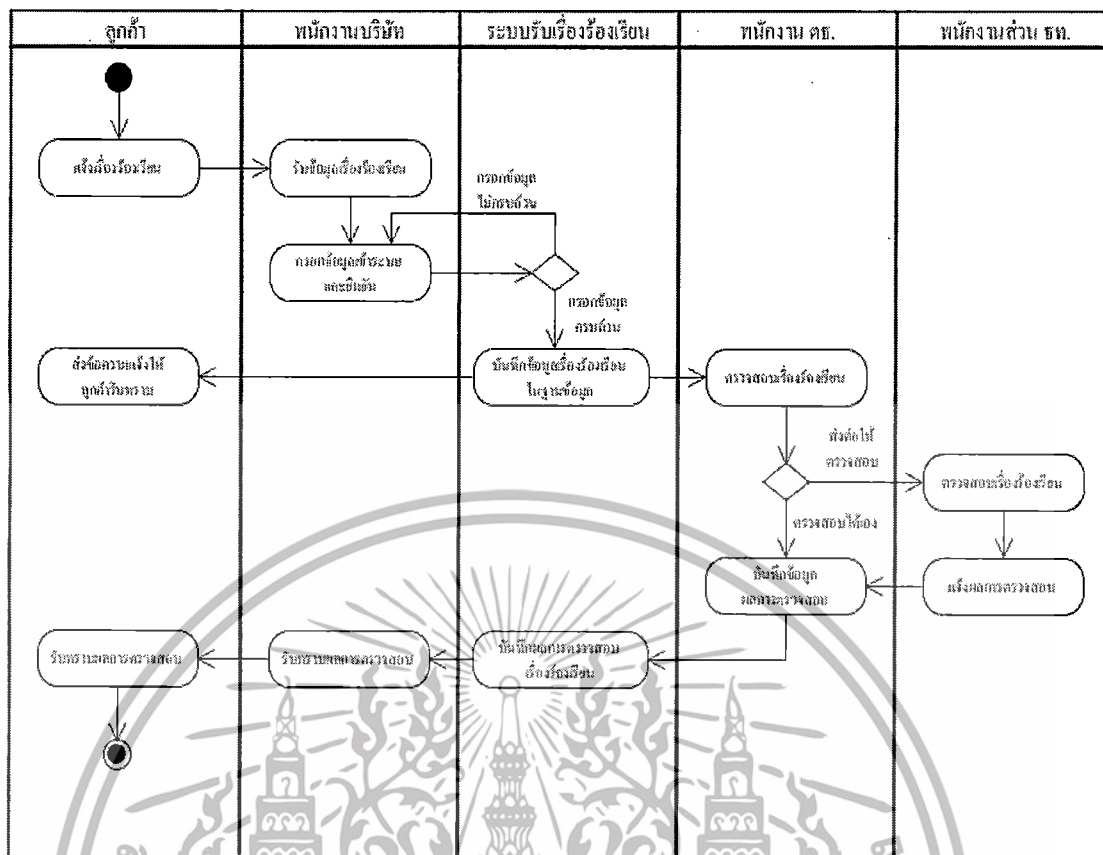 ลูกค้า
พนักงานบริษัท
ระบบรับเรื่องร้องเรียน
พนักงาน ศธ.
พนักงานส่วน ธท.
แจ้งเรื่องร้องเรียน
รับข้อมูลเรื่องร้องเรียน
กรอกข้อมูล
ไม่ครบถ้วน
กรอกข้อมูลเข้าระบบ
และยืนยัน
กรอกข้อมูล
ครบถ้วน
ส่งข้อความแจ้งให้
ลูกค้ารับทราบ
บันทึกข้อมูลเรื่องร้องเรียน
ในฐานข้อมูล
ตรวจสอบเรื่องร้องเรียน
ส่งต่อให้
ตรวจสอบ
ตรวจสอบเรื่องร้องเรียน
ตรวจสอบได้เอง
บันทึกข้อมูล
ผลการตรวจสอบ
แจ้งผลการตรวจสอบ
รับทราบผลการตรวจสอบ
รับทราบผลการตรวจสอบ
บันทึกผลการตรวจสอบ
เรื่องร้องเรียน